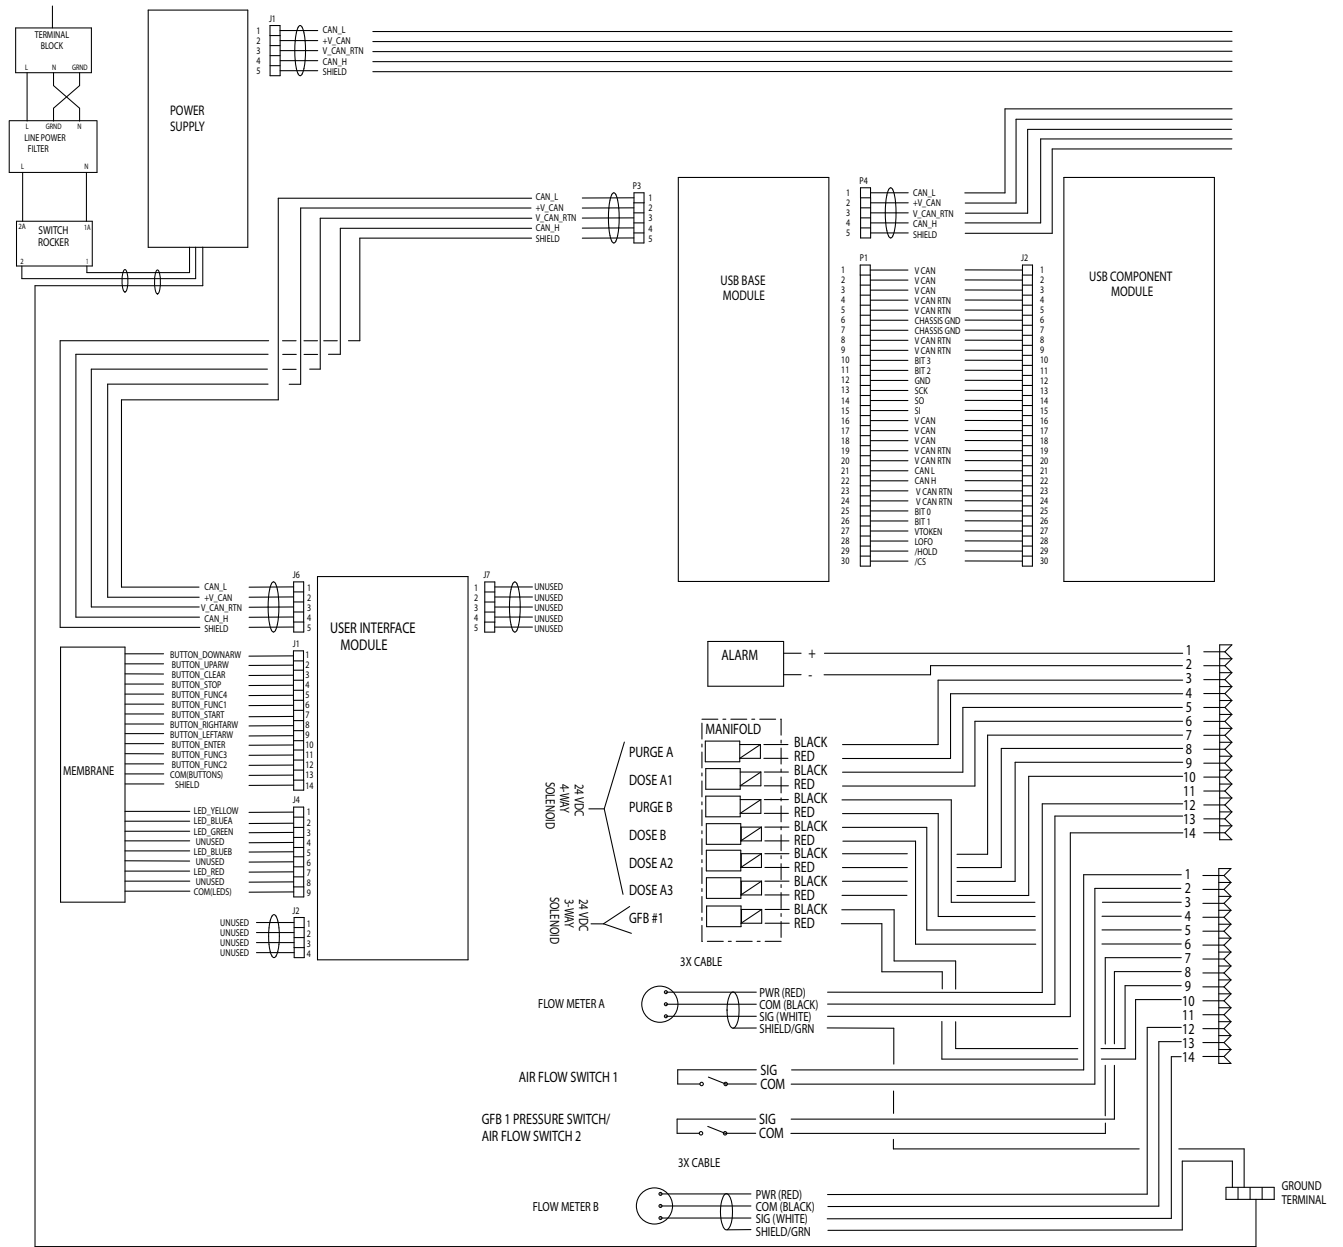 TERMINAL
BLOCK
L N GRND
L GRND N
LINE POWER
FILTER
L N
2A 1A
SWITCH
ROCKER
2 1
POWER
SUPPLY
J1
1 CAN_L
2 +V_CAN
3 V_CAN_RTN
4 CAN_H
5 SHIELD
P3
CAN_L 1
+V_CAN 2
V_CAN_RTN 3
CAN_H 4
SHIELD 5
USB BASE
MODULE
P4
1 CAN_L
2 +V_CAN
3 V_CAN_RTN
4 CAN_H
5 SHIELD
USB COMPONENT
MODULE
P1 J2
1 V CAN 1
2 V CAN 2
3 V CAN 3
4 V CAN RTN 4
5 V CAN RTN 5
6 CHASSIS GND 6
7 CHASSIS GND 7
8 V CAN RTN 8
9 V CAN RTN 9
10 BIT 3 10
11 BIT 2 11
12 GND 12
13 SCK 13
14 SO 14
15 SI 15
16 V CAN 16
17 V CAN 17
18 V CAN 18
19 V CAN RTN 19
20 V CAN RTN 20
21 CAN L 21
22 CAN H 22
23 V CAN RTN 23
24 V CAN RTN 24
25 BIT 0 25
26 BIT 1 26
27 VTOKEN 27
28 LOFO 28
29 /HOLD 29
30 /CS 30
J6
CAN_L 1
+V_CAN 2
V_CAN_RTN 3
CAN_H 4
SHIELD 5
USER INTERFACE
MODULE
J7
1 UNUSED
2 UNUSED
3 UNUSED
4 UNUSED
5 UNUSED
MEMBRANE
J1
BUTTON_DOWNARW 1
BUTTON_UPARW 2
BUTTON_CLEAR 3
BUTTON_STOP 4
BUTTON_FUNC4 5
BUTTON_FUNC1 6
BUTTON_START 7
BUTTON_RIGHTARW 8
BUTTON_LEFTARW 9
BUTTON_ENTER 10
BUTTON_FUNC3 11
BUTTON_FUNC2 12
COM(BUTTONS) 13
SHIELD 14
J4
LED_YELLOW 1
LED_BLUEA 2
LED_GREEN 3
UNUSED 4
LED_BLUEB 5
UNUSED 6
LED_RED 7
UNUSED 8
COM(LEDS) 9
J2
UNUSED 1
UNUSED 2
UNUSED 3
UNUSED 4
ALARM
+
-
MANIFOLD
24 VDC
4-WAY
SOLENOID
PURGE A BLACK
RED
DOSE A1 BLACK
RED
PURGE B BLACK
RED
DOSE B BLACK
RED
DOSE A2 BLACK
RED
DOSE A3 BLACK
RED
24 VDC
3-WAY
SOLENOID
GFB #1 BLACK
RED
1
2
3
4
5
6
7
8
9
10
11
12
13
14
1
2
3
4
5
6
7
8
9
10
11
12
13
14
3X CABLE
FLOW METER A
PWR (RED)
COM (BLACK)
SIG (WHITE)
SHIELD/GRN
AIR FLOW SWITCH 1
SIG
COM
GFB 1 PRESSURE SWITCH/
AIR FLOW SWITCH 2
SIG
COM
3X CABLE
FLOW METER B
PWR (RED)
COM (BLACK)
SIG (WHITE)
SHIELD/GRN
GROUND
TERMINAL